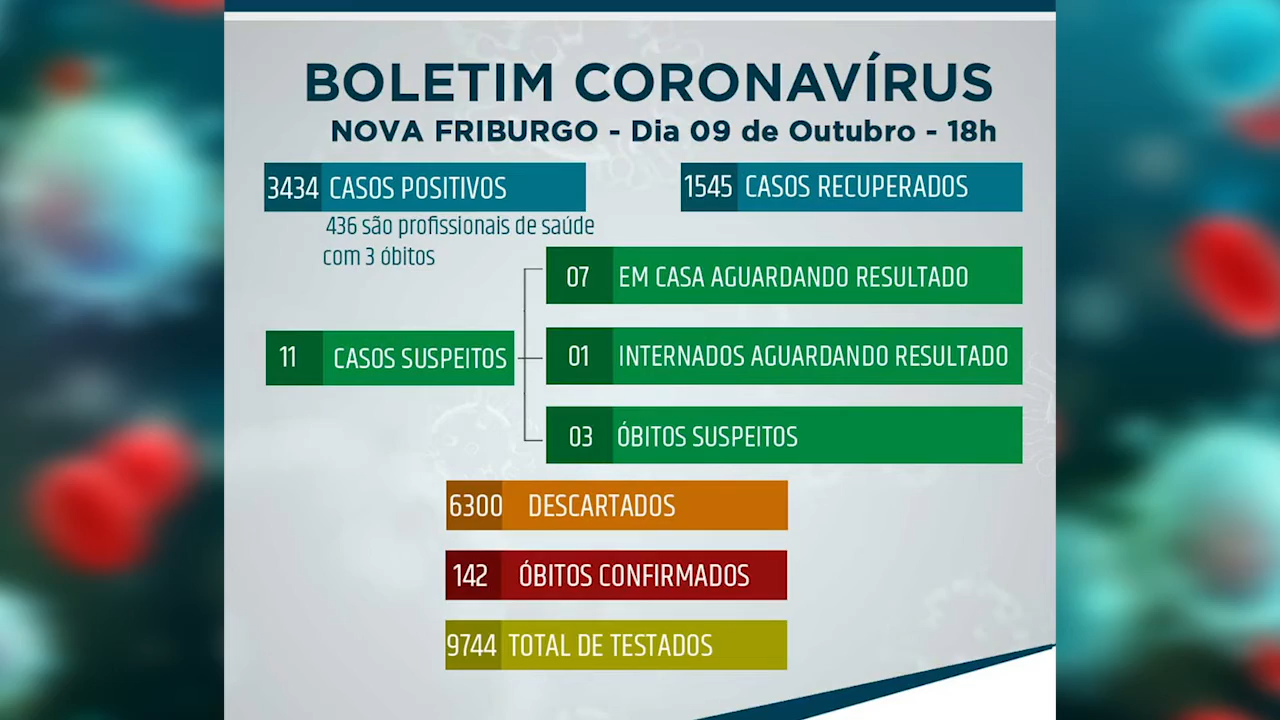 BOLETIM CORONAVÍRUS
NOVA FRIBURGO - Dia 09 de Outubro - 18h
3434 CASOS POSITIVOS
436 são profissionais de saúde
com 3 óbitos
1545 CASOS RECUPERADOS
11 CASOS SUSPEITOS
07 EM CASA AGUARDANDO RESULTADO
01 INTERNADOS AGUARDANDO RESULTADO
03 ÓBITOS SUSPEITOS
6300 DESCARTADOS
142 ÓBITOS CONFIRMADOS
9744 TOTAL DE TESTADOS